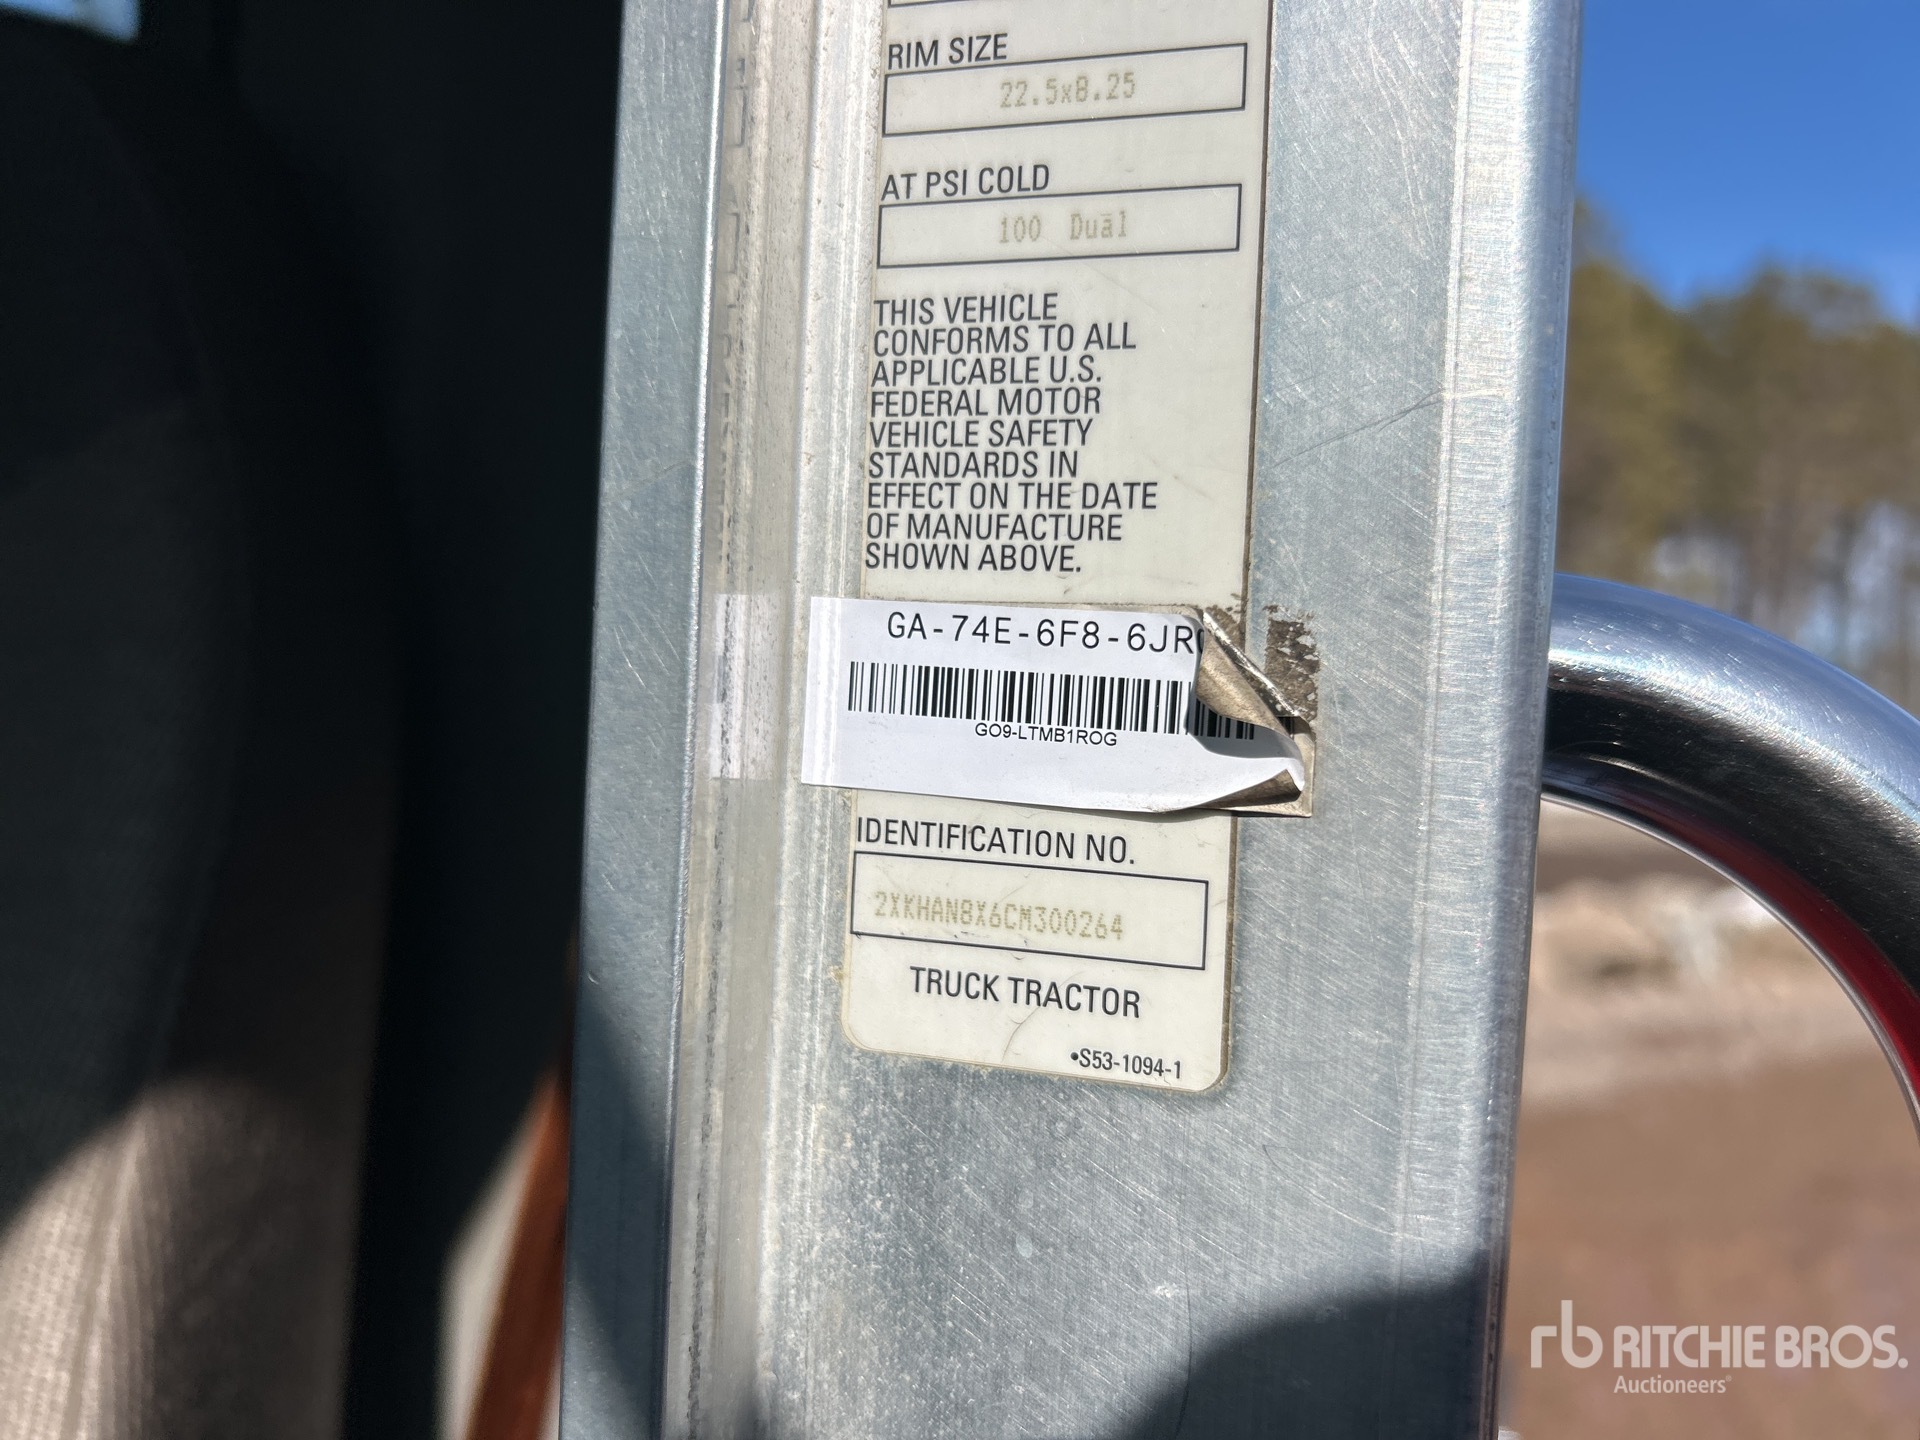 RIM SIZE
22.5x8.25
AT PSI COLD
100 Dual
THIS VEHICLE
CONFORMS TO ALL
APPLICABLE U.S.
FEDERAL MOTOR
VEHICLE SAFETY
STANDARDS IN
EFFECT ON THE DATE
OF MANUFACTURE
SHOWN ABOVE.
GA-74E-6F8-6JR
GO9-LTMB1ROG
IDENTIFICATION NO.
2XKHAN8X6CM300264
TRUCK TRACTOR
•S53-1094-1
rb RITCHIE BROS.
Auctioneers